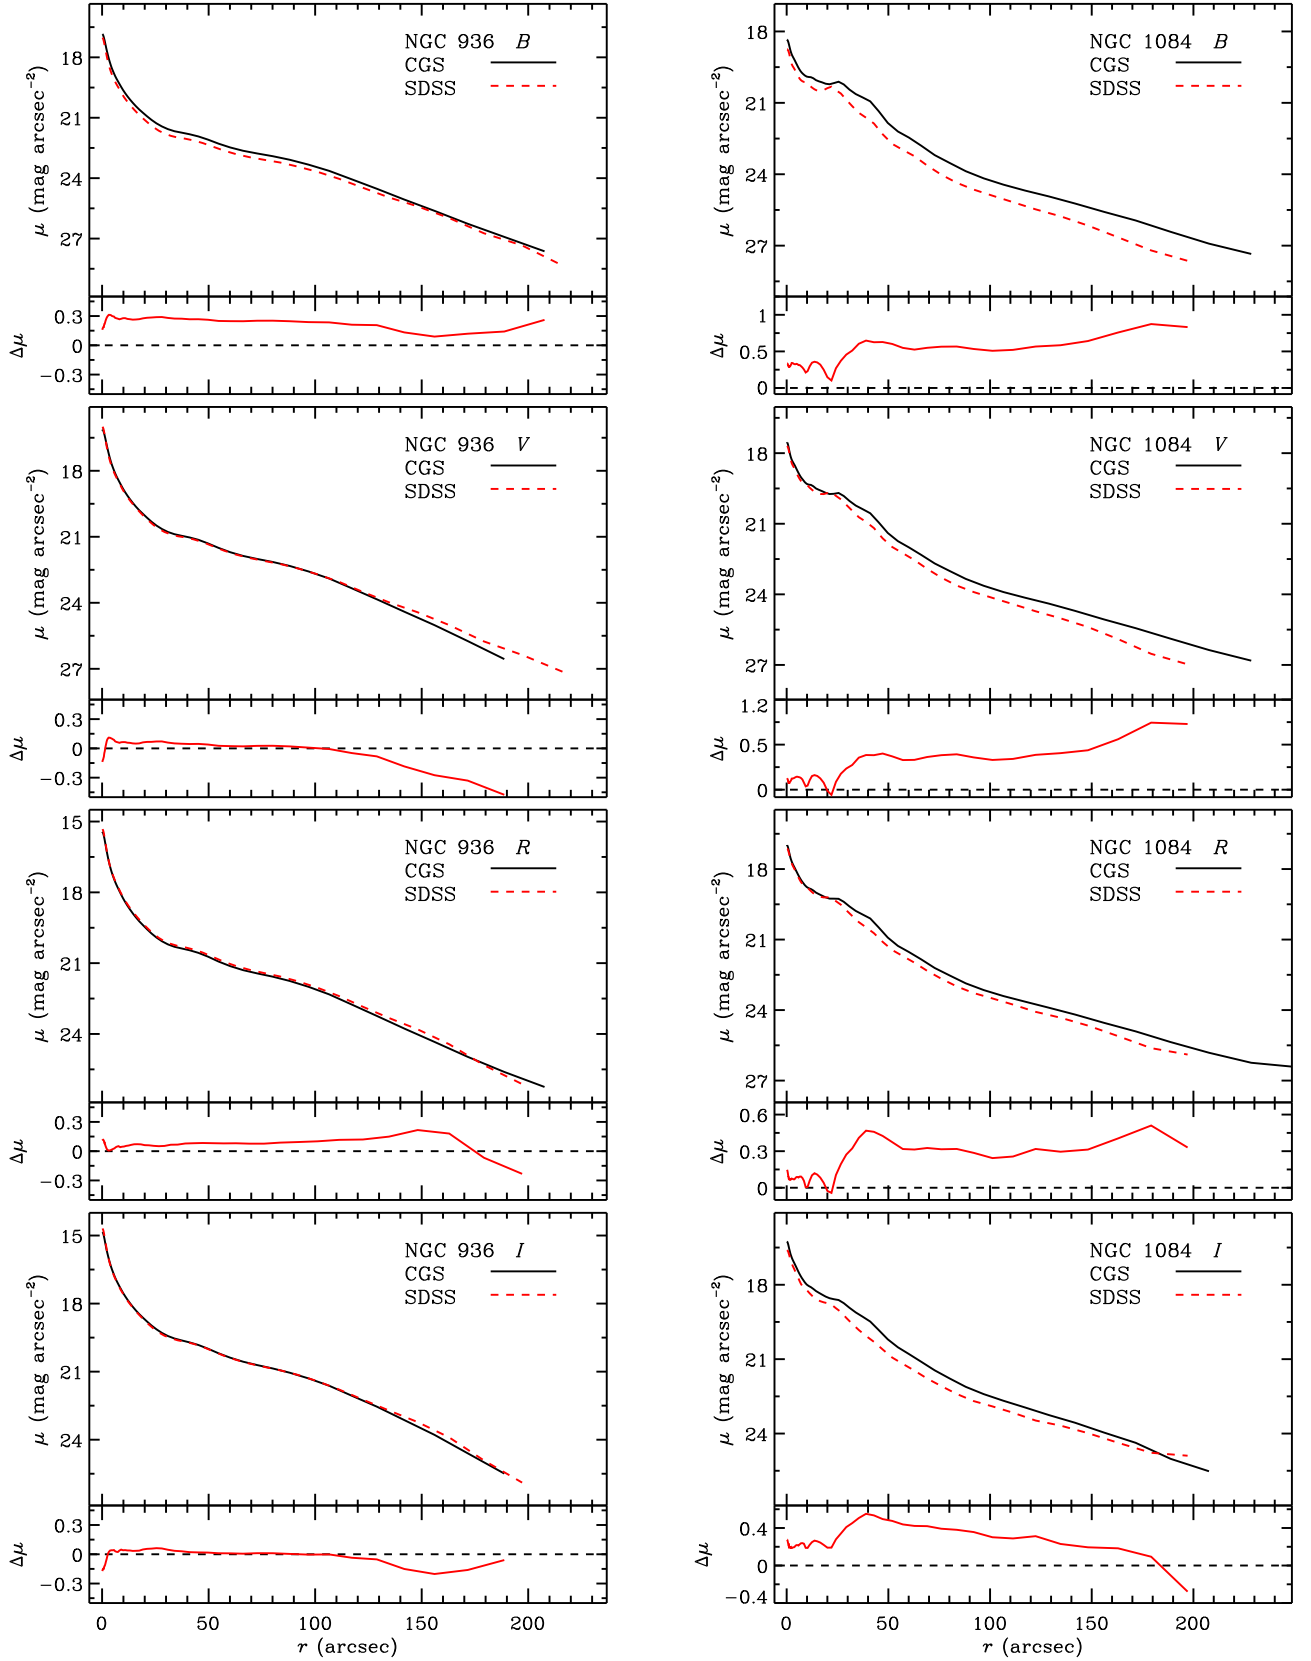 NGC 936 B
CGS
SDSS
18
21
24
27
μ (mag arcsec⁻²)
0.3
0
−0.3
Δμ
NGC 936 V
CGS
SDSS
18
21
24
27
μ (mag arcsec⁻²)
0.3
0
−0.3
Δμ
NGC 936 R
CGS
SDSS
15
18
21
24
μ (mag arcsec⁻²)
0.3
0
−0.3
Δμ
NGC 936 I
CGS
SDSS
15
18
21
24
μ (mag arcsec⁻²)
0.3
0
−0.3
Δμ
0 50 100 150 200
r (arcsec)
NGC 1084 B
CGS
SDSS
18
21
24
27
μ (mag arcsec⁻²)
1
0.5
0
Δμ
NGC 1084 V
CGS
SDSS
18
21
24
27
μ (mag arcsec⁻²)
1.2
0.5
0
Δμ
NGC 1084 R
CGS
SDSS
18
21
24
27
μ (mag arcsec⁻²)
0.6
0.3
0
Δμ
NGC 1084 I
CGS
SDSS
18
21
24
μ (mag arcsec⁻²)
0.4
0
−0.4
Δμ
0 50 100 150 200
r (arcsec)